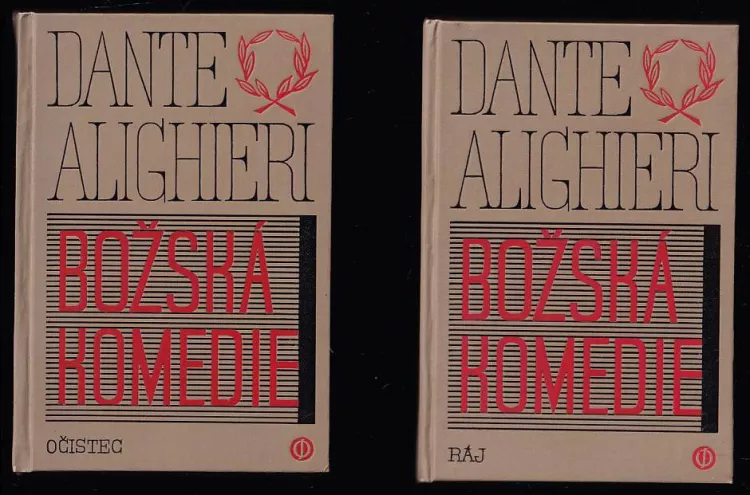 DANTE
ALIGHIERI
BOŽSKÁ
KOMEDIE
OČISTEC
DANTE
ALIGHIERI
BOŽSKÁ
KOMEDIE
RÁJ